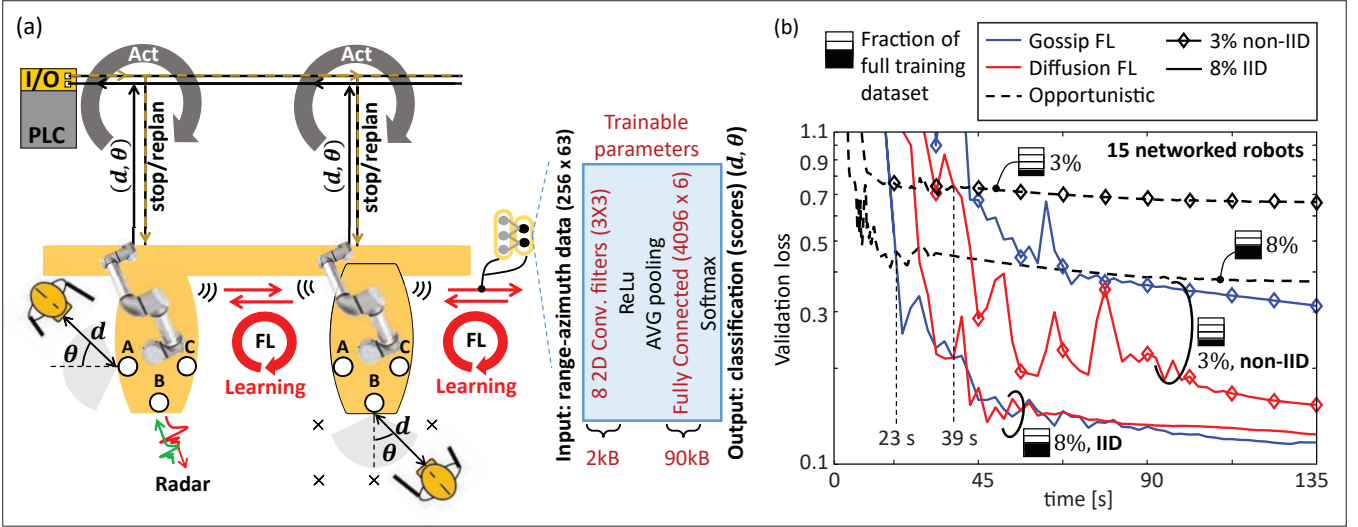 (a)
Act
Act
I/O
PLC
(d, θ)
stop/replan
(d, θ)
stop/replan
A
C
B
d
θ
FL
Learning
A
C
B
d
θ
FL
Learning
Radar
Input: range-azimuth data (256 x 63)
Trainable
parameters
8 2D Conv. filters (3X3)
ReLu
AVG pooling
Fully Connected (4096 x 6)
Softmax
Output: classification (scores) (d, θ)
2kB
90kB
(b)
Fraction of
full training
dataset
Gossip FL
Diffusion FL
Opportunistic
3% non-IID
8% IID
15 networked robots
3%
8%
3%, non-IID
8%, IID
23 s
39 s
Validation loss
1.1
0.9
0.7
0.5
0.4
0.3
0.1
0
45
90
135
time [s]